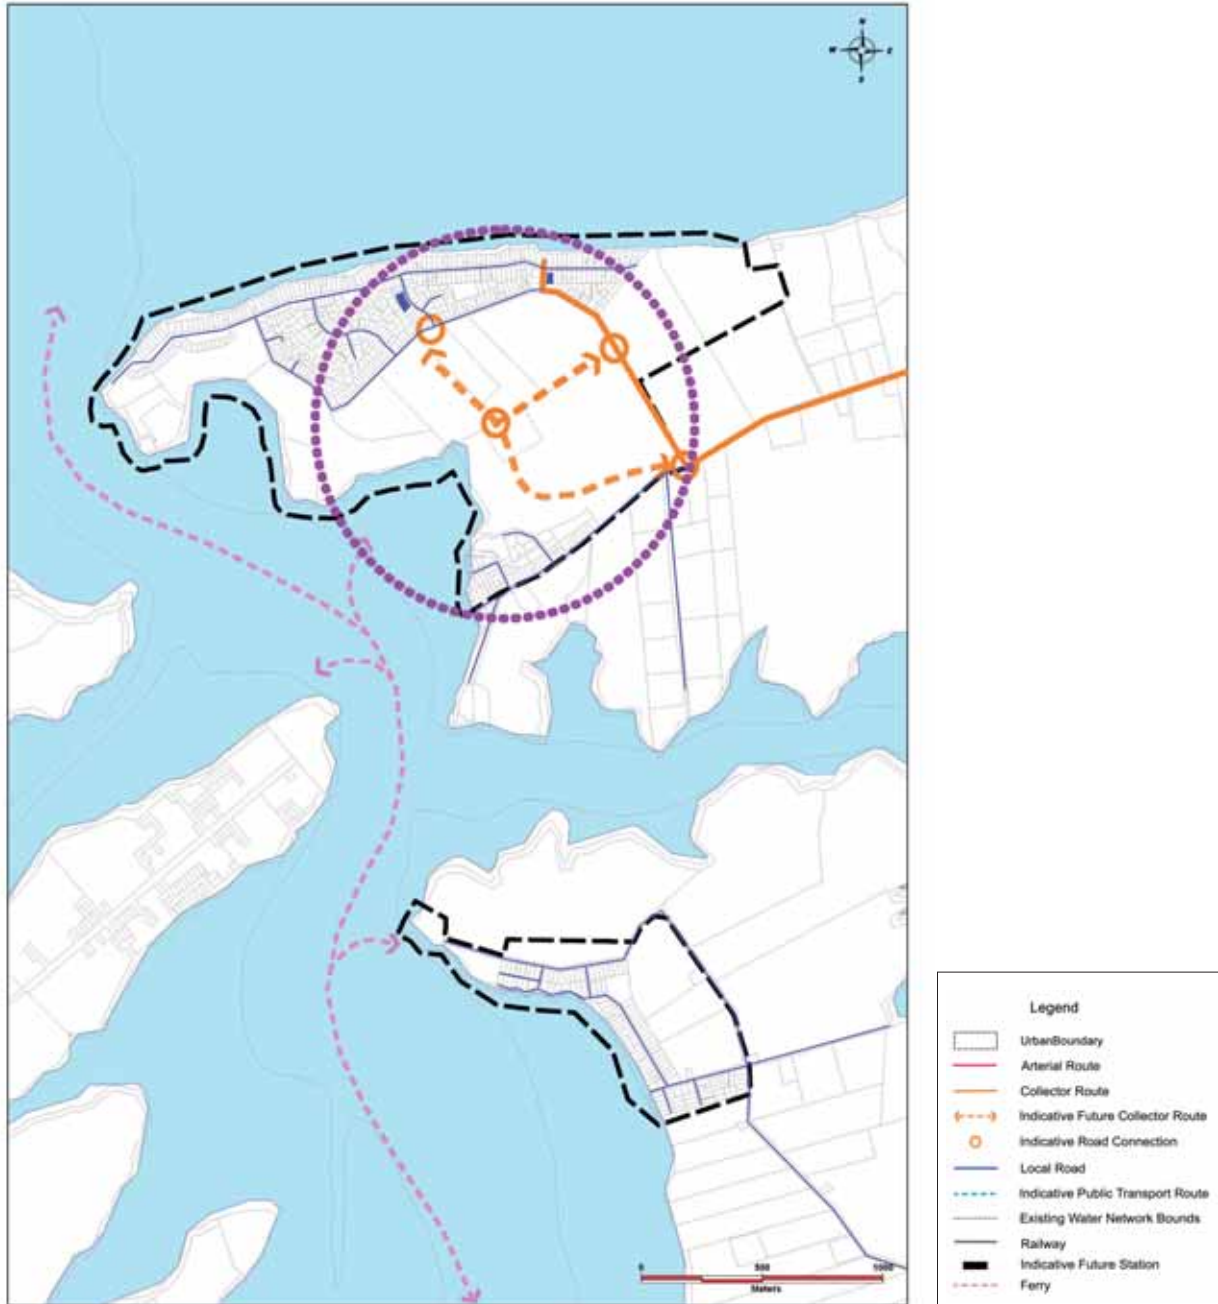 N
W E
S
0 500 1000
Meters
Legend
UrbanBoundary
Arterial Route
Collector Route
Indicative Future Collector Route
Indicative Road Connection
Local Road
Indicative Public Transport Route
Existing Water Network Bounds
Railway
Indicative Future Station
Ferry